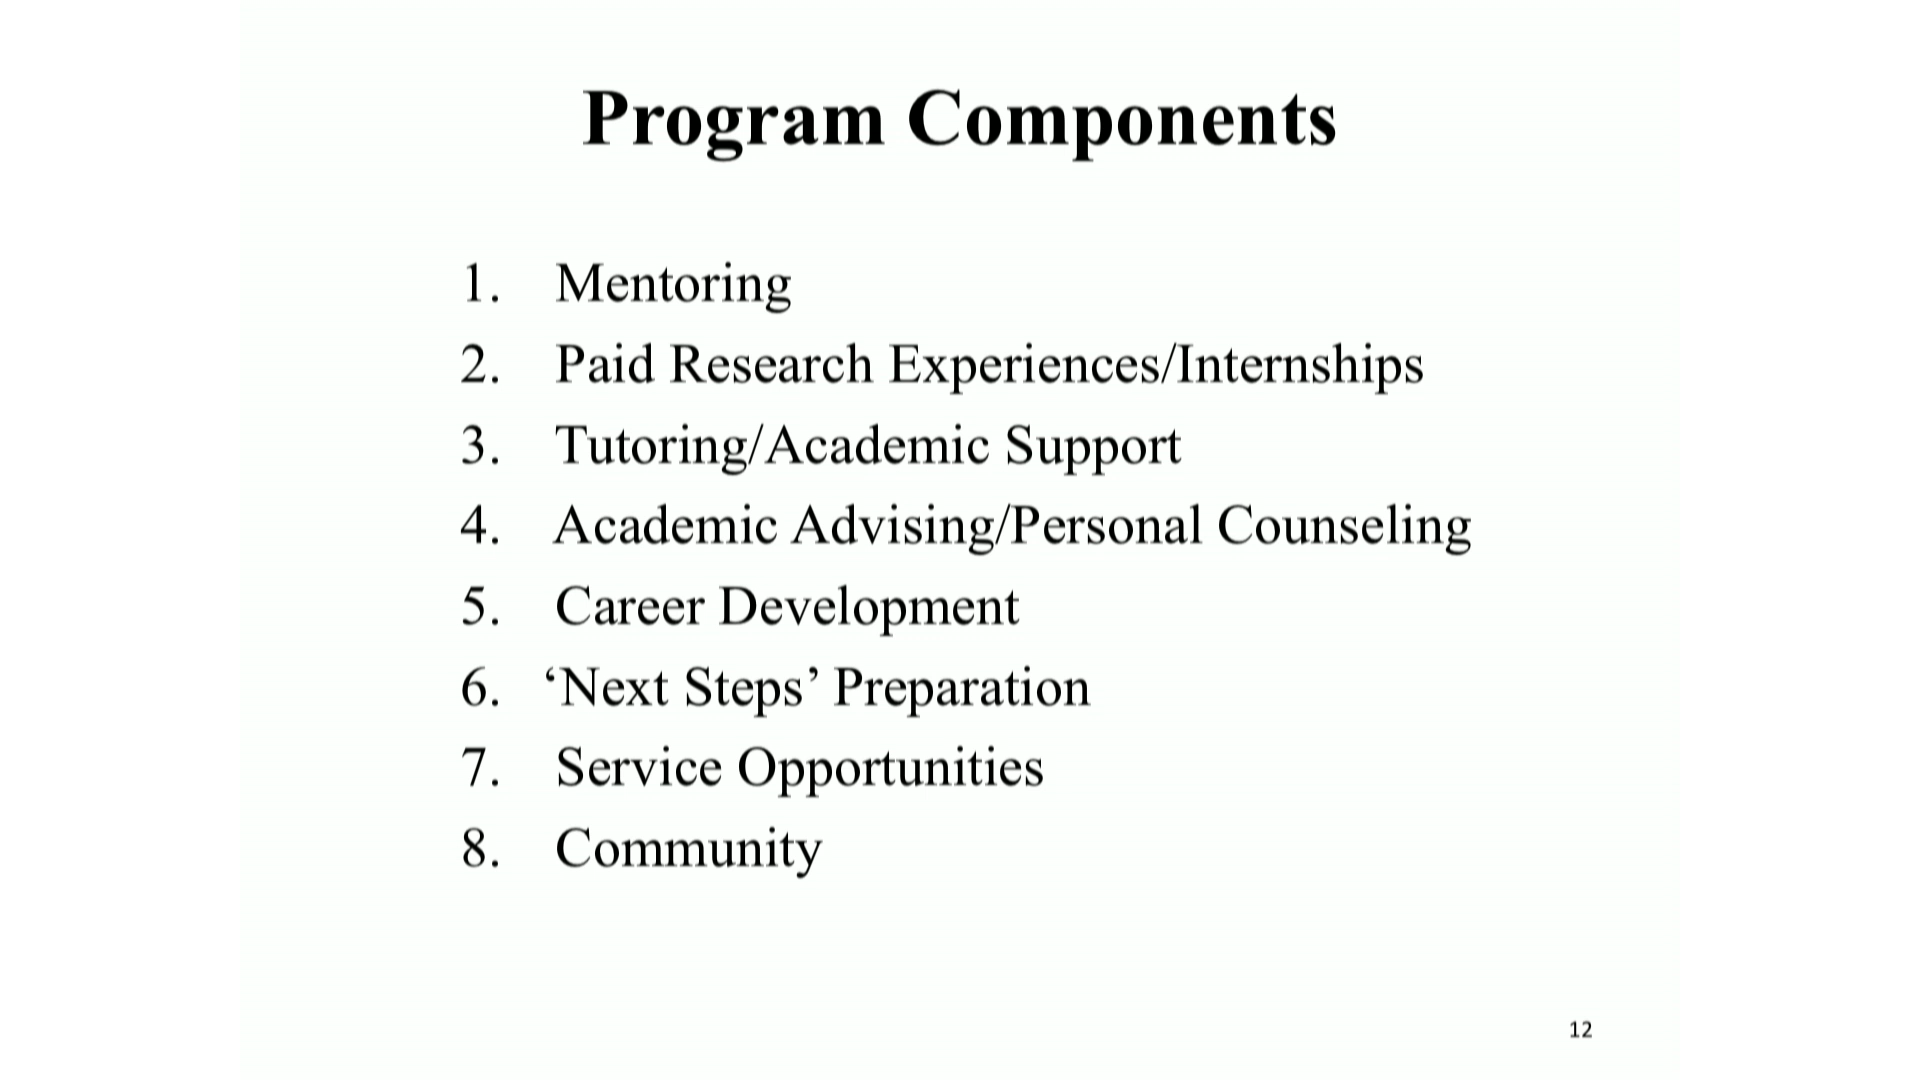 Program Components
1. Mentoring
2. Paid Research Experiences/Internships
3. Tutoring/Academic Support
4. Academic Advising/Personal Counseling
5. Career Development
6. ‘Next Steps’ Preparation
7. Service Opportunities
8. Community
12